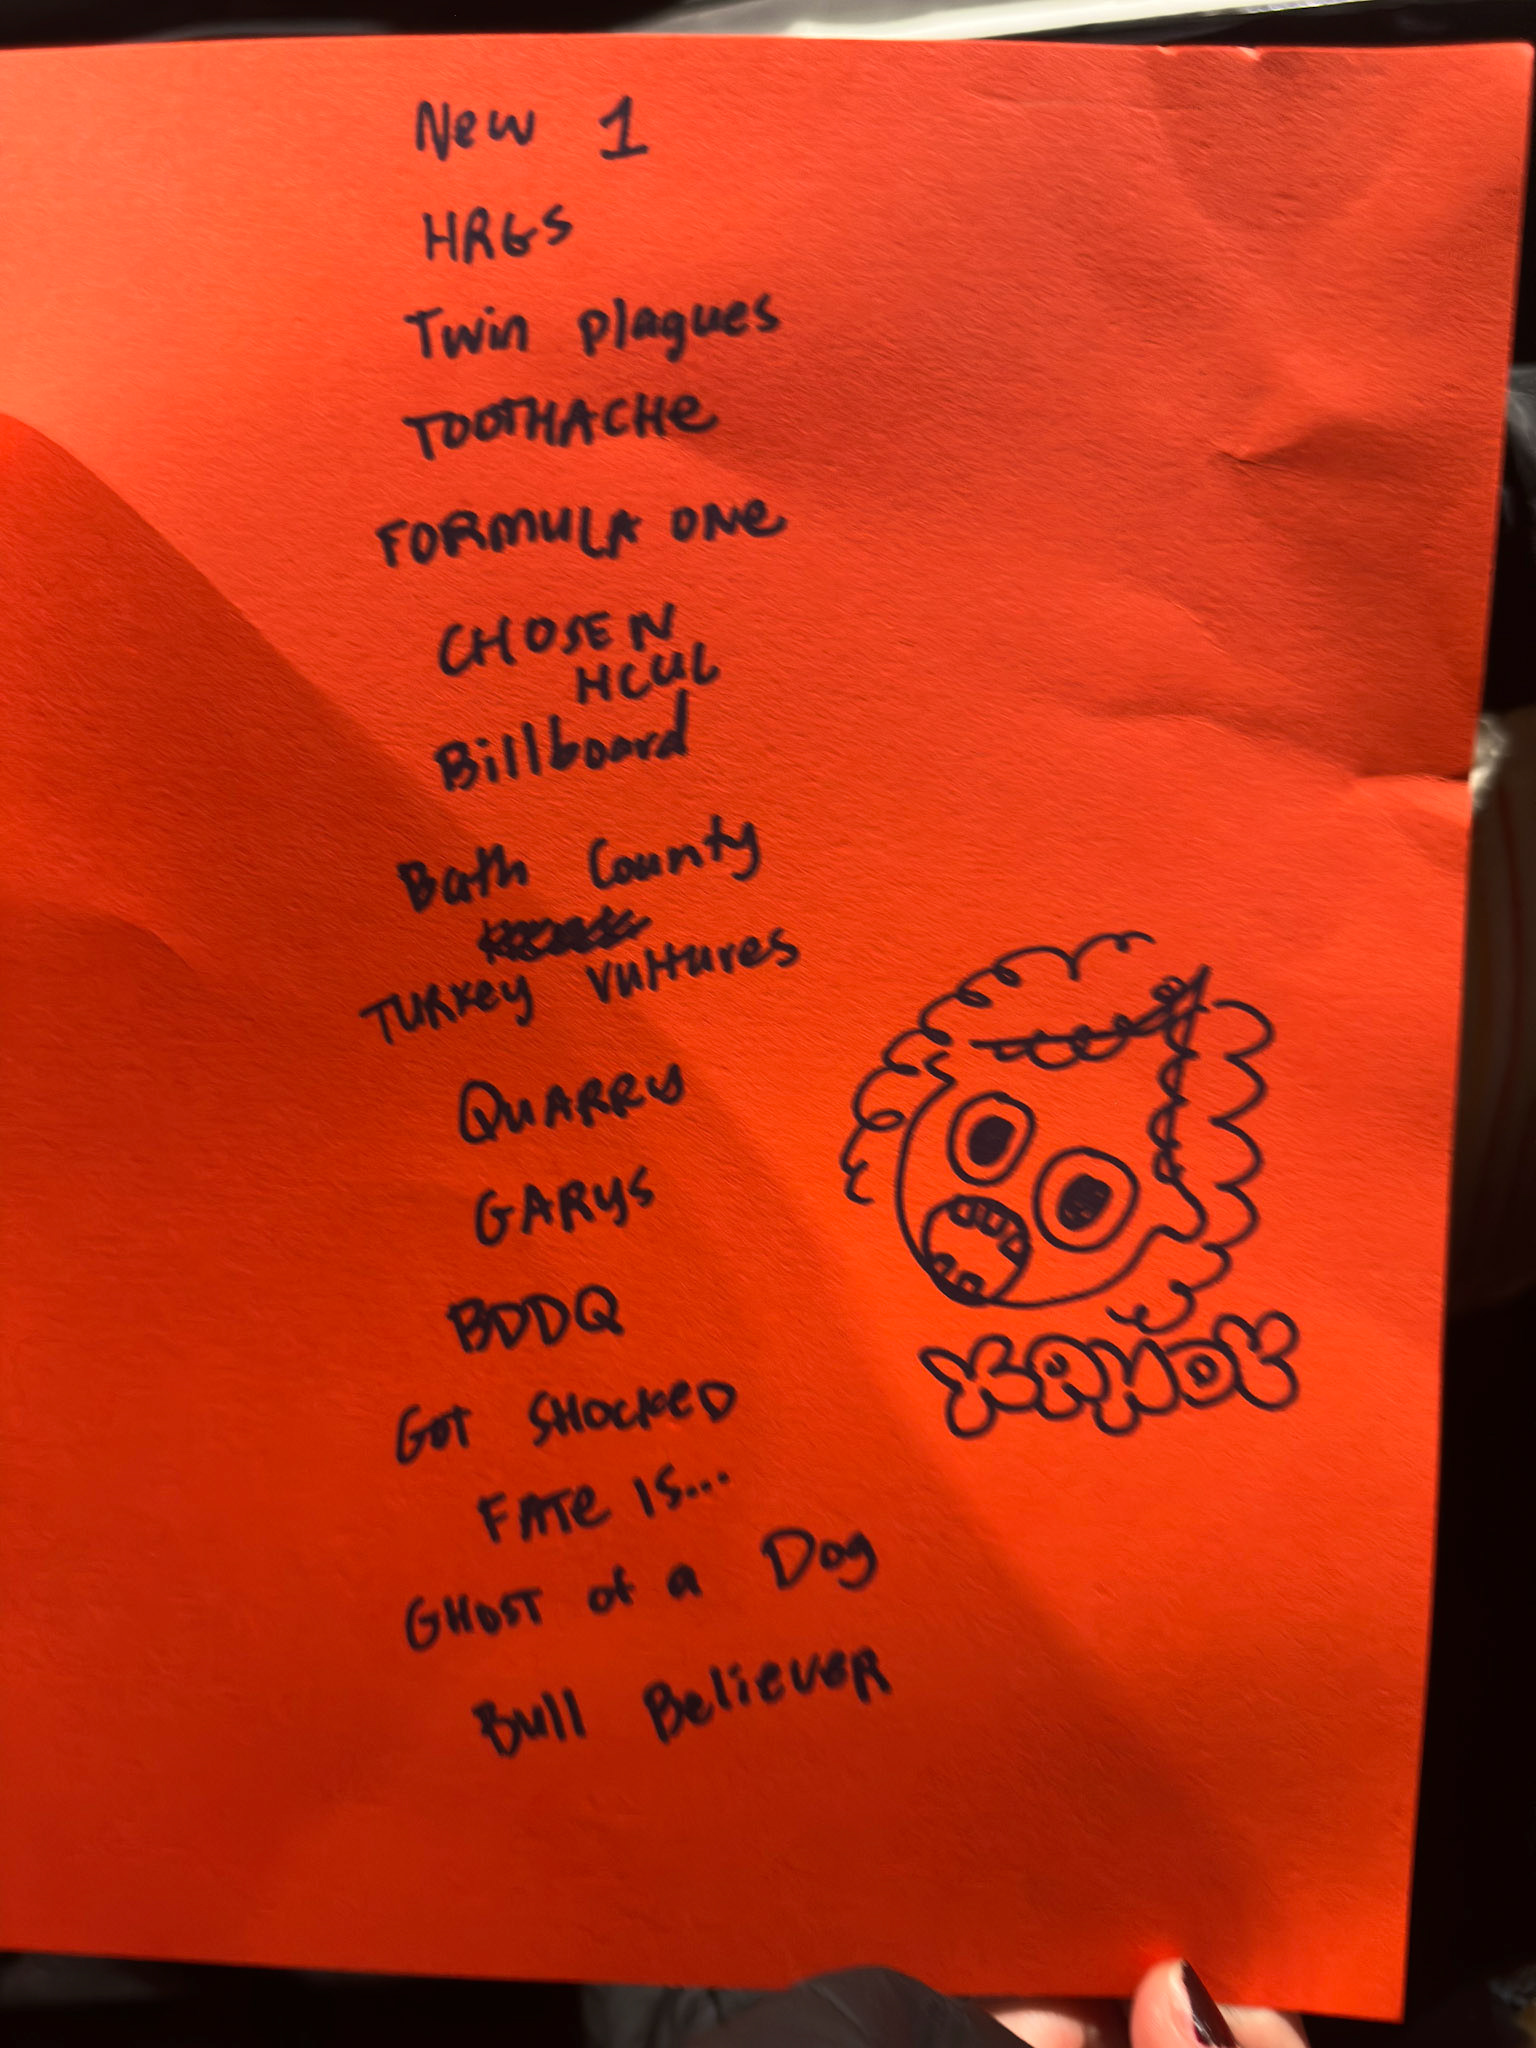 New 1
HRGS
Twin plagues
TOOTHACHe
FORMULA ONe
CHOSEN
HCUL
Billboard
Bath County
TURKey Vultures
QUARRy
GARys
BDDQ
GOT SHOCKeD
FATe IS...
GHOST of a Dog
Bull BelieveR